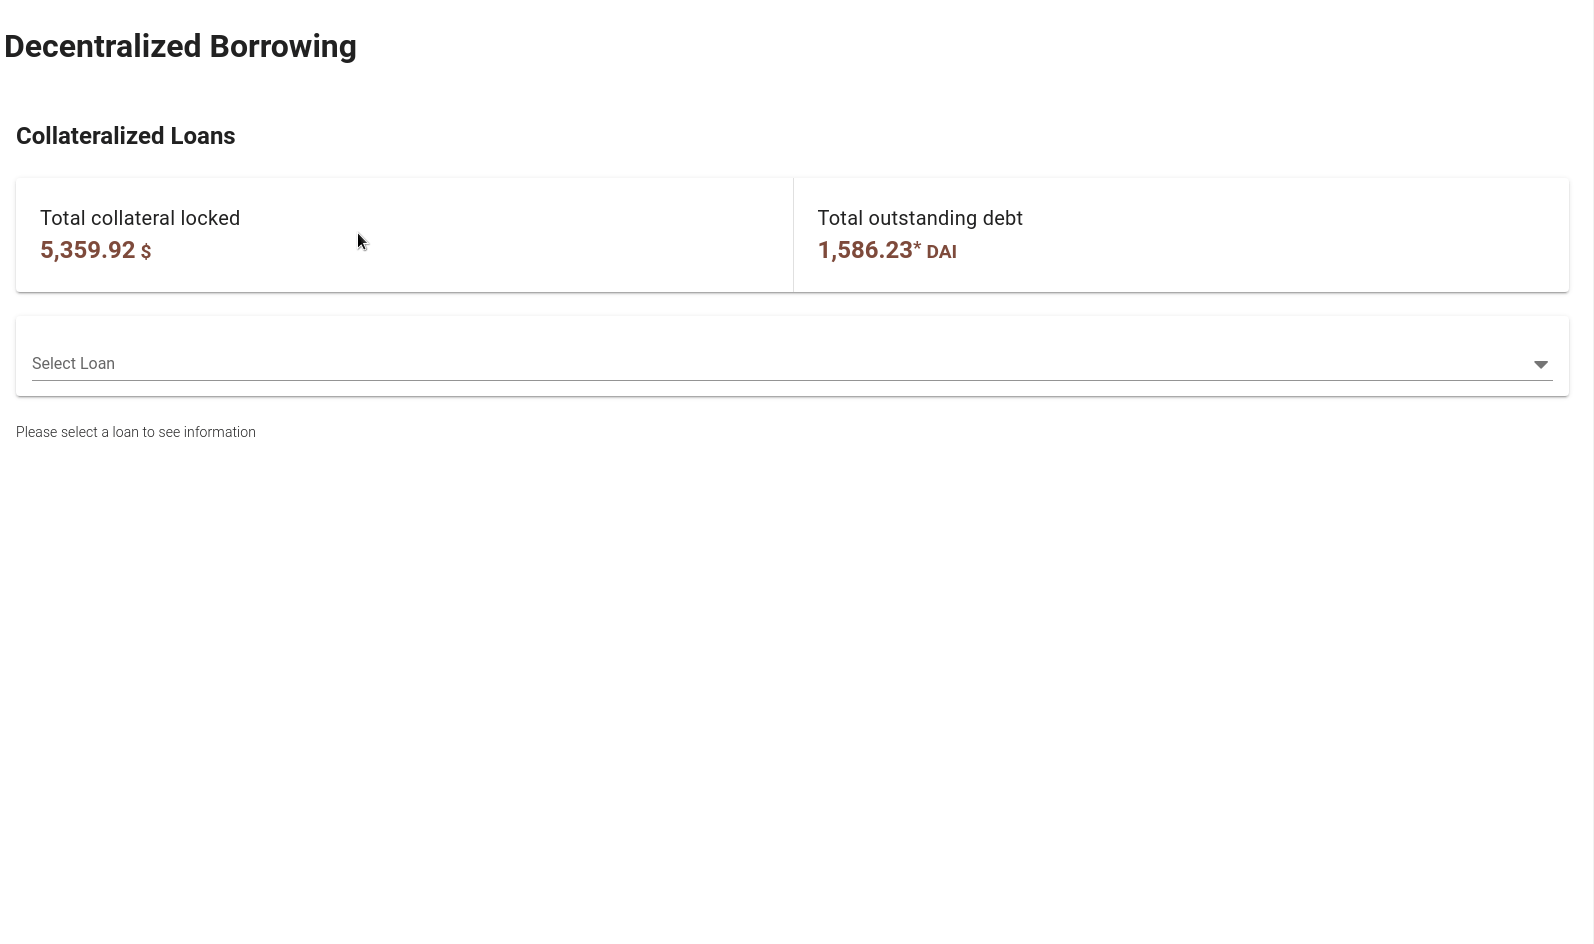 Decentralized Borrowing
Collateralized Loans
Total collateral locked
5,359.92 $
Total outstanding debt
1,586.23* DAI
Select Loan
Please select a loan to see information